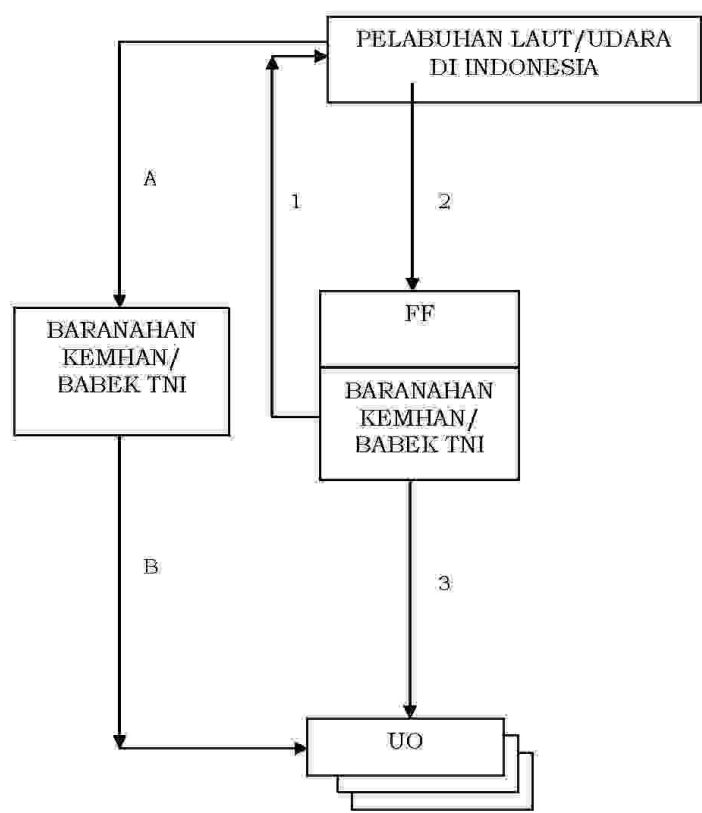 PELABUHAN LAUT/UDARA
DI INDONESIA
A
1
2
FF
BARANAHAN
KEMHAN/
BABEK TNI
BARANAHAN
KEMHAN/
BABEK TNI
B
3
UO